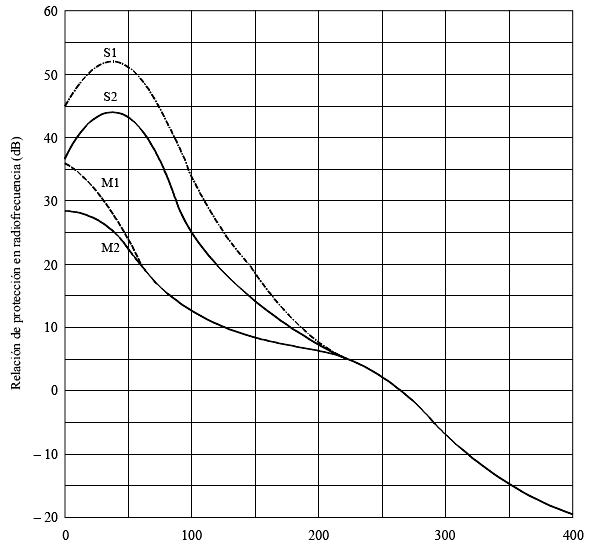 60
S1
50
S2
40
M1
30
M2
20
10
0
– 10
– 20
Relación de protección en radiofrecuencia (dB)
0 100 200 300 400